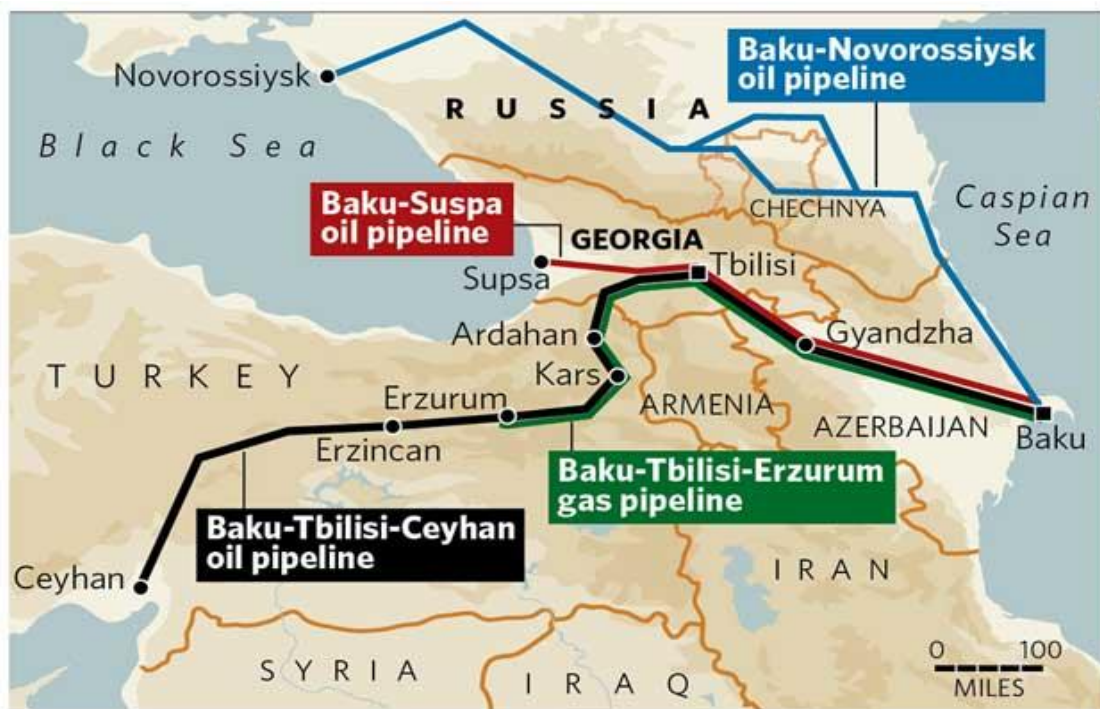 Baku-Novorossiysk
oil pipeline
Novorossiysk
RUSSIA
Black Sea
Caspian
Sea
CHECHNYA
Baku-Suspa
oil pipeline
GEORGIA
Supsa
Tbilisi
Ardahan
Gyandzha
TURKEY
Kars
Erzurum
ARMENIA
AZERBAIJAN
Baku
Erzincan
Baku-Tbilisi-Erzurum
gas pipeline
Baku-Tbilisi-Ceyhan
oil pipeline
Ceyhan
IRAN
SYRIA
IRAQ
0 100
MILES